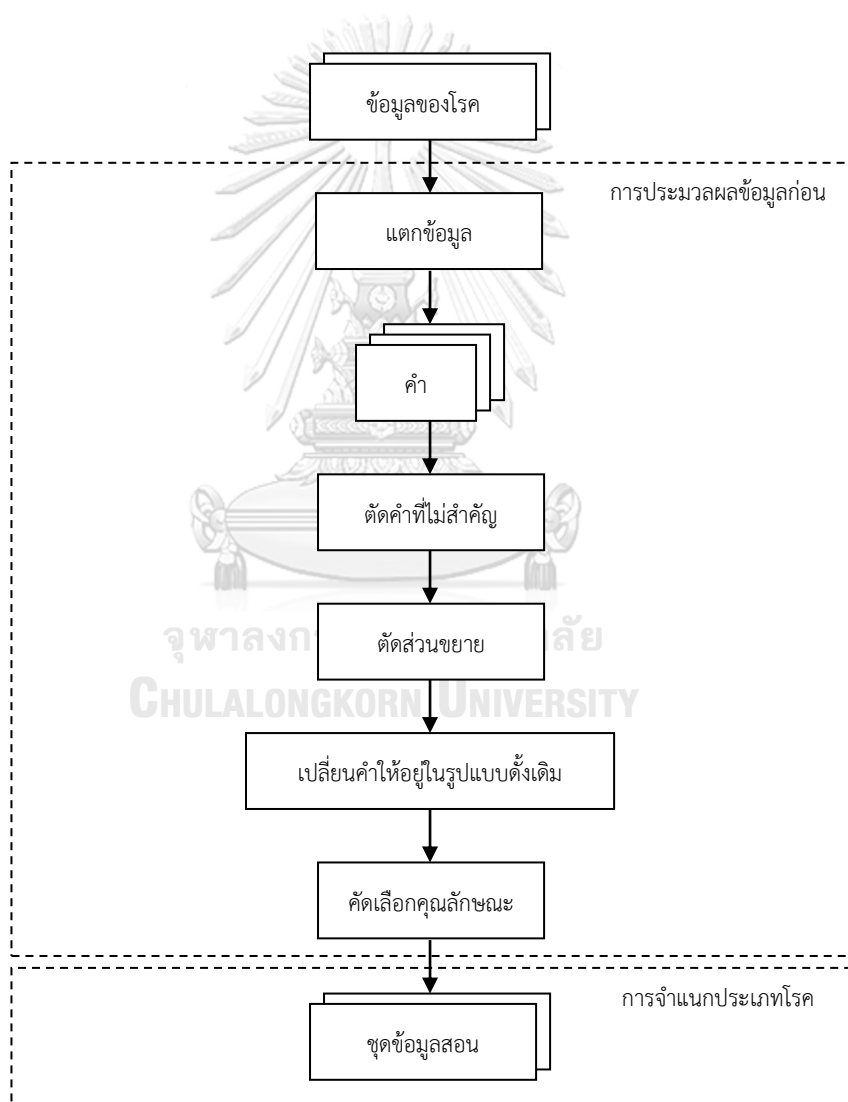 ข้อมูลของโรค
การประมวลผลข้อมูลก่อน
แตกข้อมูล
คำ
ตัดคำที่ไม่สำคัญ
ตัดส่วนขยาย
จุฬาลงก ลัย
CHULALONGKORN UNIVERSITY
เปลี่ยนคำให้อยู่ในรูปแบบดั้งเดิม
คัดเลือกคุณลักษณะ
การจำแนกประเภทโรค
ชุดข้อมูลสอน